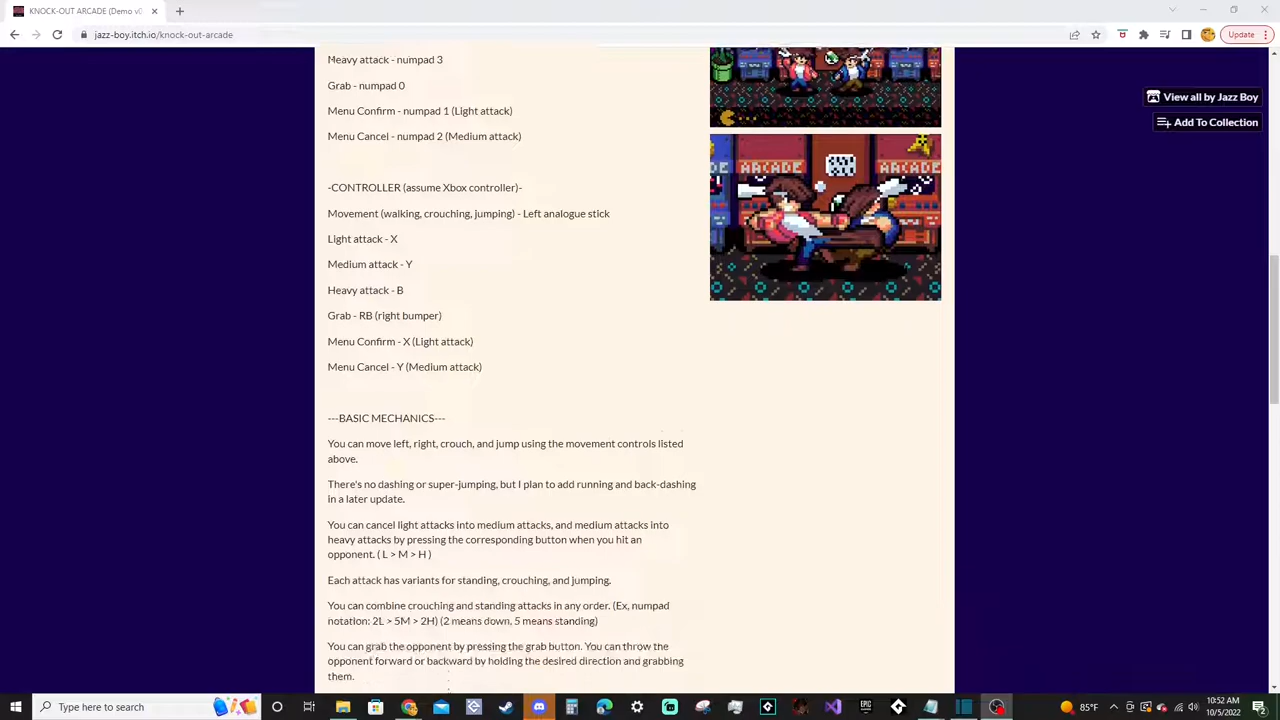 KNOCK-OUT ARCADE (Demo v0
jazz-boy.itch.io/knock-out-arcade
Update
View all by Jazz Boy
Add To Collection
Heavy attack - numpad 3
Grab - numpad 0
Menu Confirm - numpad 1 (Light attack)
Menu Cancel - numpad 2 (Medium attack)
-CONTROLLER (assume Xbox controller)-
Movement (walking, crouching, jumping) - Left analogue stick
Light attack - X
Medium attack - Y
Heavy attack - B
Grab - RB (right bumper)
Menu Confirm - X (Light attack)
Menu Cancel - Y (Medium attack)
---BASIC MECHANICS---
You can move left, right, crouch, and jump using the movement controls listed
above.
There's no dashing or super-jumping, but I plan to add running and back-dashing
in a later update.
You can cancel light attacks into medium attacks, and medium attacks into
heavy attacks by pressing the corresponding button when you hit an
opponent. ( L > M > H )
Each attack has variants for standing, crouching, and jumping.
You can combine crouching and standing attacks in any order. (Ex, numpad
notation: 2L > 5M > 2H) (2 means down, 5 means standing)
You can grab the opponent by pressing the grab button. You can throw the
opponent forward or backward by holding the desired direction and grabbing
them.
ARCADE
ARCADE
Type here to search
85°F
10:52 AM
10/5/2022